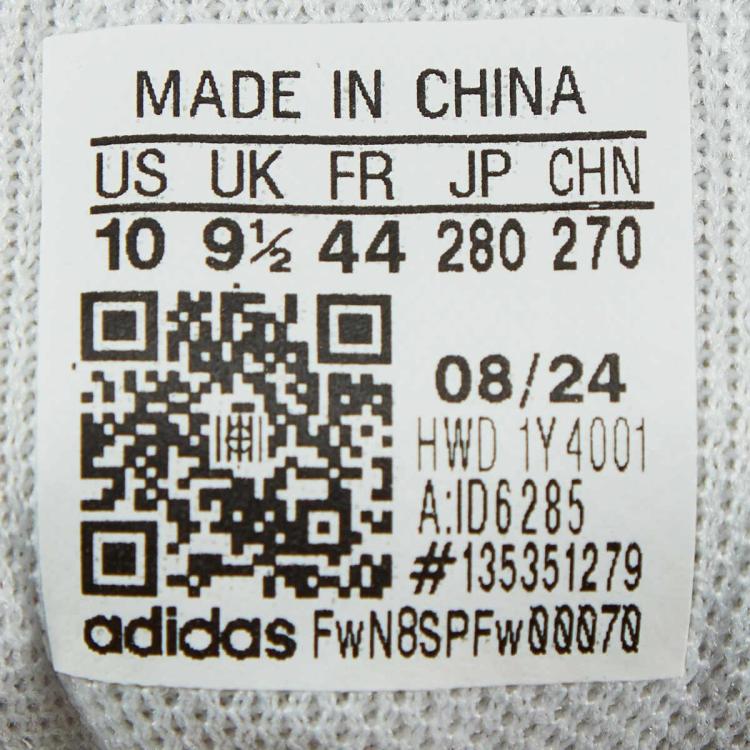 MADE IN CHINA
US UK FR JP CHN
10 9½ 44 280 270
08/24
HWD 1Y4001
A:ID6285
#135351279
adidas FwN8SPFw00070